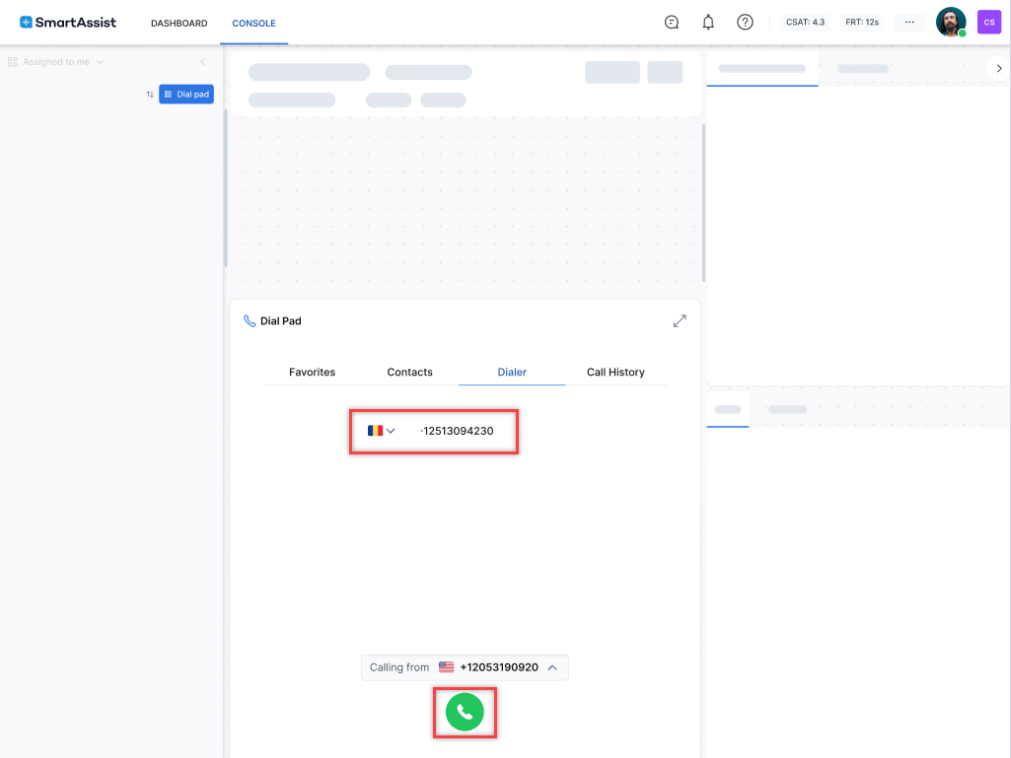 SmartAssist DASHBOARD CONSOLE CSAT: 4.3 FRT: 12s ··· CS
Assigned to me
Dial pad
Dial Pad
Favorites Contacts Dialer Call History
·12513094230
Calling from +12053190920